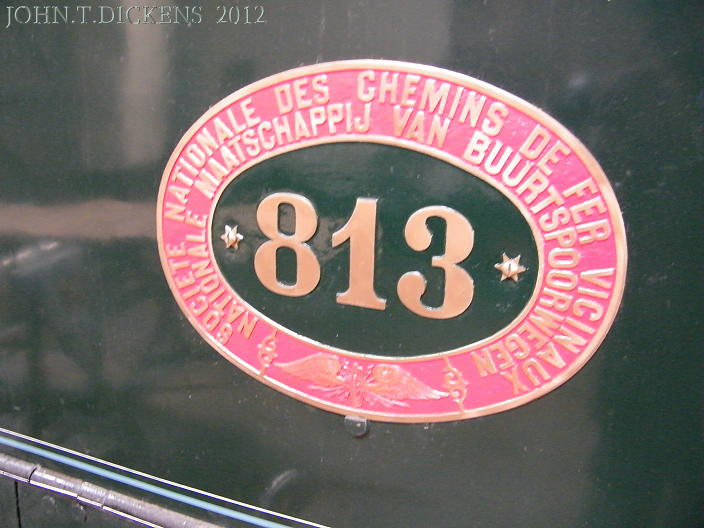 JOHN.T.DICKENS 2012
SOCIETE NATIONALE DES CHEMINS DE FER VICINAUX
NATIONALE MAATSCHAPPIJ VAN BUURTSPOORWEGEN
813